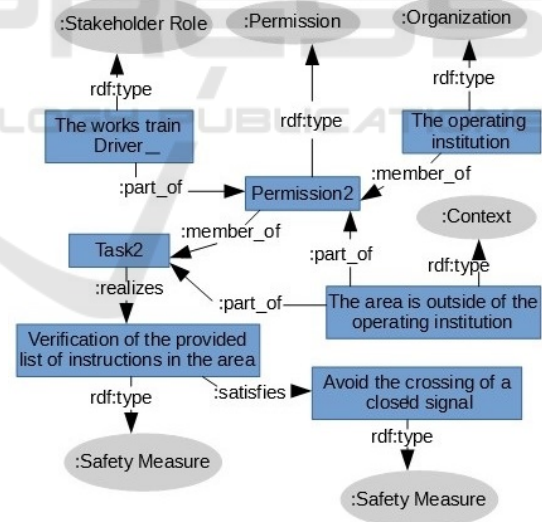 :Stakeholder Role
:Permission
:Organization
rdf:type
rdf:type
rdf:type
The works train
Driver_
The operating
institution
:part_of
Permission2
:member_of
:Context
:member_of
Task2
:part_of
rdf:type
:realizes
:part_of
The area is outside of the
operating institution
Verification of the provided
list of instructions in the area
rdf:type
:satisfies
Avoid the crossing of a
closed signal
rdf:type
:Safety Measure
:Safety Measure